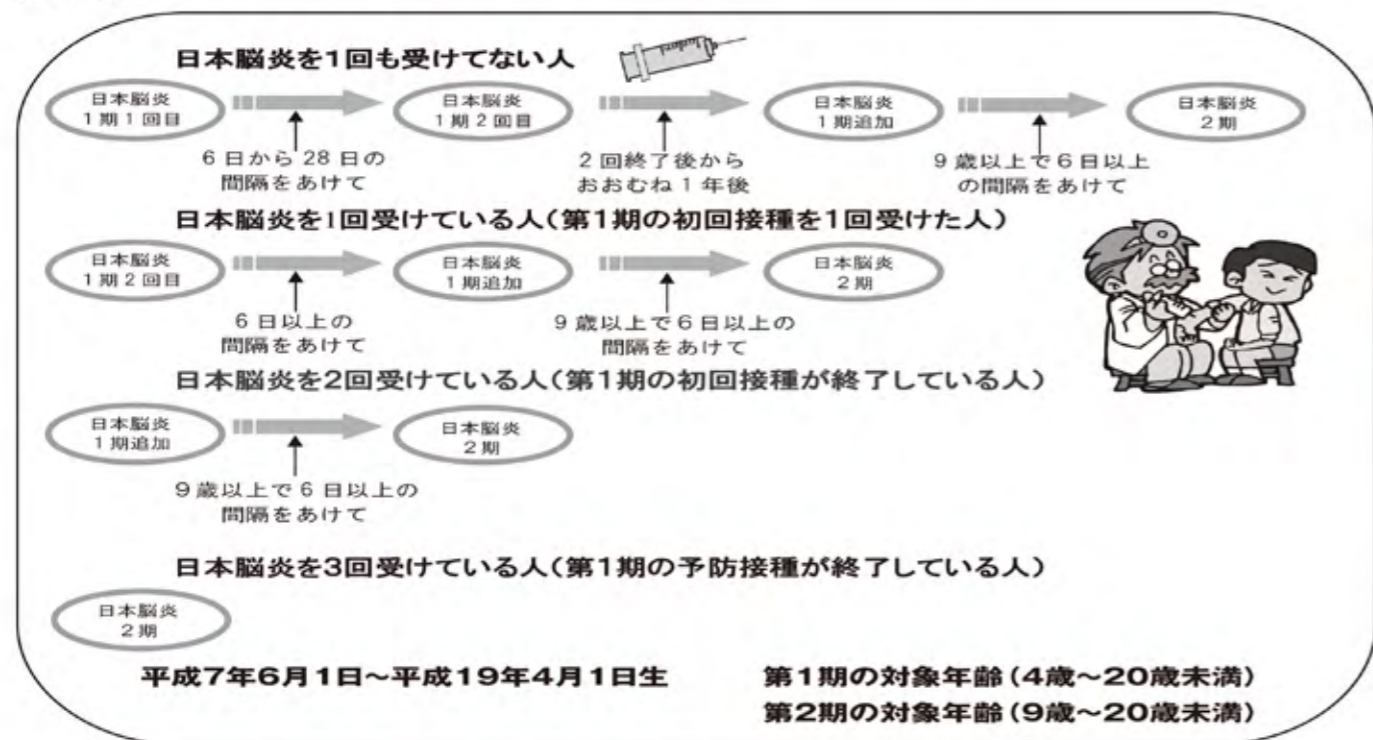 日本脳炎を1回も受けてない人
日本脳炎
1期1回目
日本脳炎
1期2回目
日本脳炎
1期追加
日本脳炎
2期
6日から28日の
間隔をあけて
2回終了後から
おおむね1年後
9歳以上で6日以上
の間隔をあけて
日本脳炎を1回受けている人(第1期の初回接種を1回受けた人)
日本脳炎
1期2回目
日本脳炎
1期追加
日本脳炎
2期
6日以上の
間隔をあけて
9歳以上で6日以上の
間隔をあけて
日本脳炎を2回受けている人(第1期の初回接種が終了している人)
日本脳炎
1期追加
日本脳炎
2期
9歳以上で6日以上の
間隔をあけて
日本脳炎を3回受けている人(第1期の予防接種が終了している人)
日本脳炎
2期
平成7年6月1日~平成19年4月1日生
第1期の対象年齢(4歳~20歳未満)
第2期の対象年齢(9歳~20歳未満)